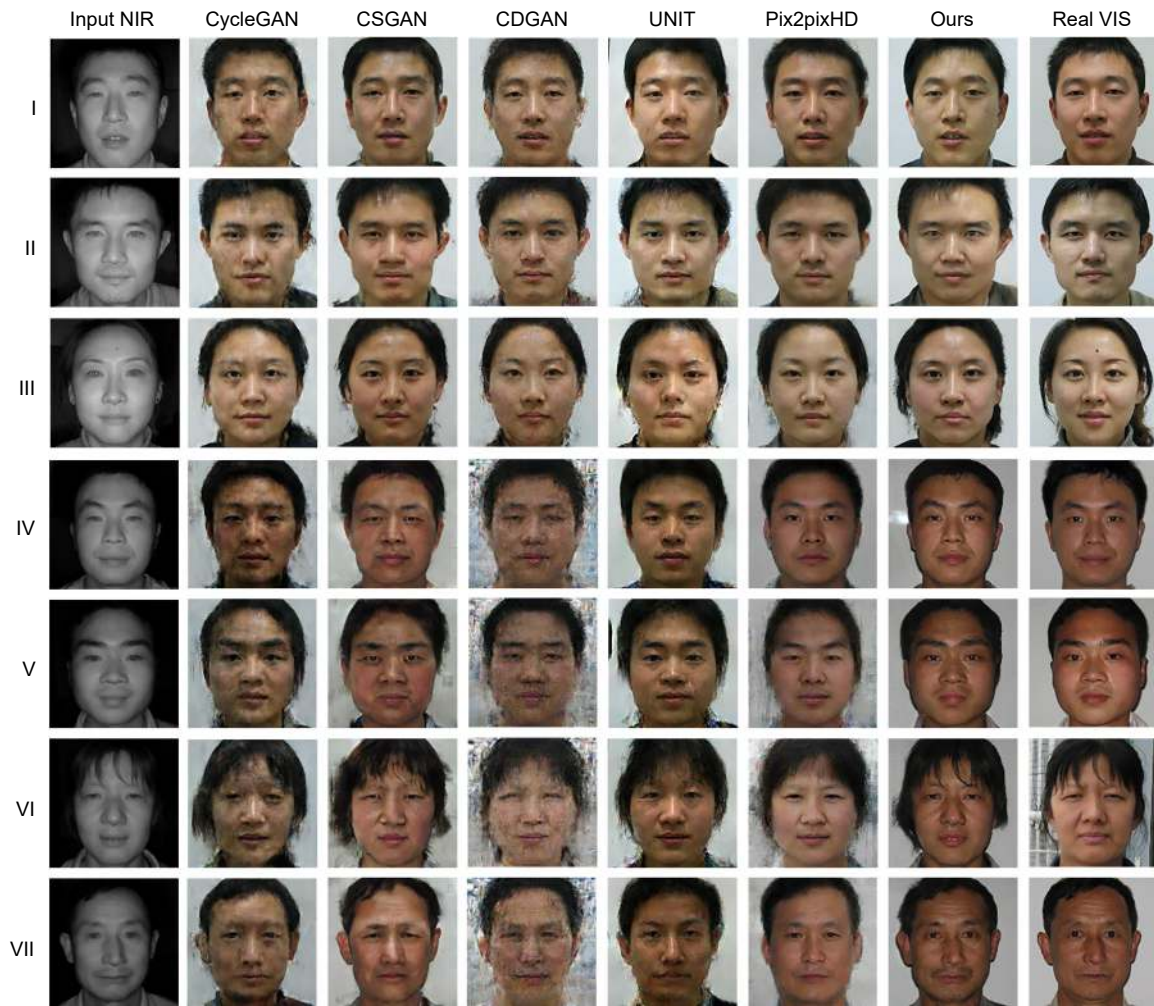 Input NIR CycleGAN CSGAN CDGAN UNIT Pix2pixHD Ours Real VIS
I
II
III
IV
V
VI
VII